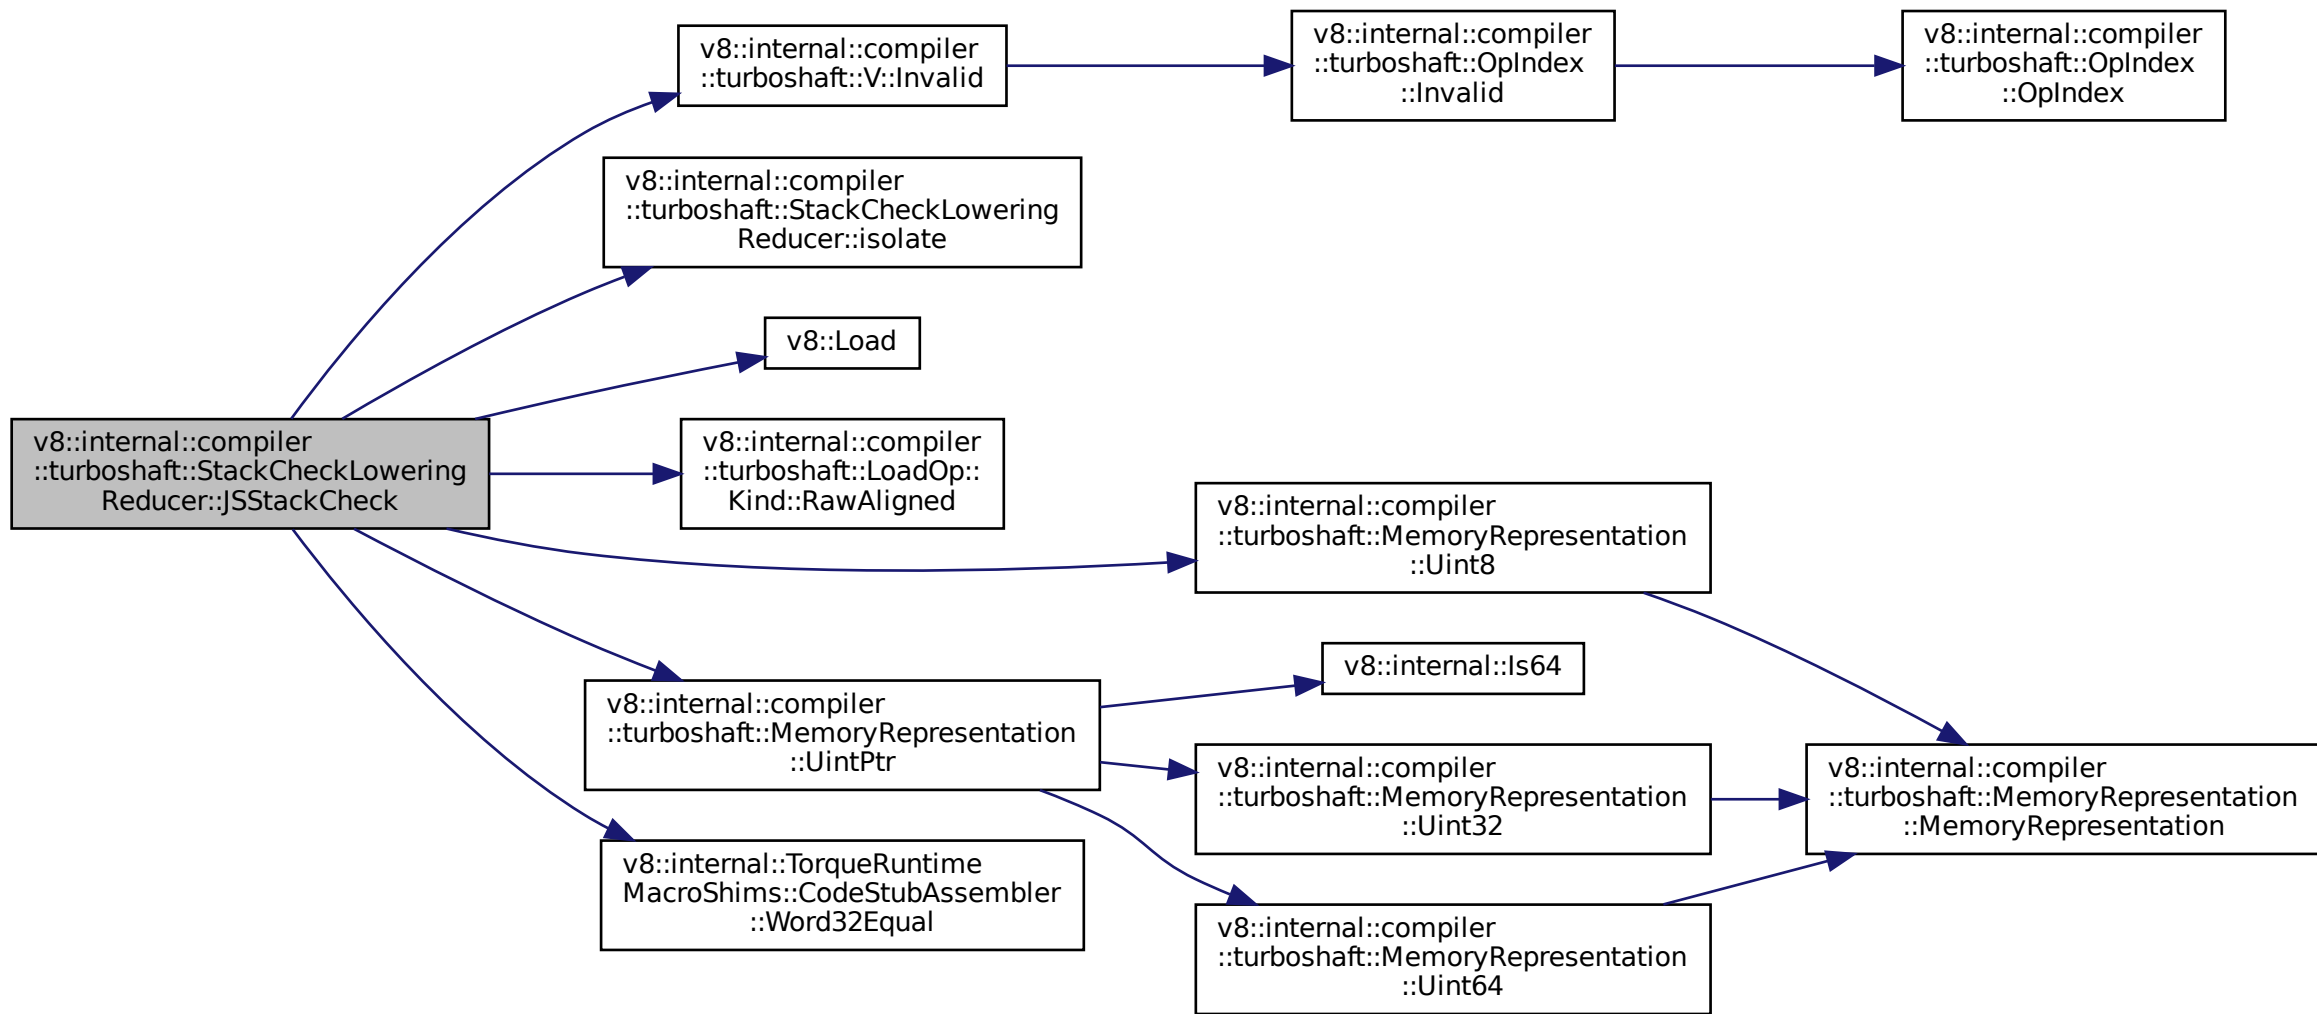 v8::internal::compiler
::turboshaft::V::Invalid
v8::internal::compiler
::turboshaft::OpIndex
::Invalid
v8::internal::compiler
::turboshaft::OpIndex
::OpIndex
v8::internal::compiler
::turboshaft::StackCheckLowering
Reducer::isolate
v8::Load
v8::internal::compiler
::turboshaft::StackCheckLowering
Reducer::JSStackCheck
v8::internal::compiler
::turboshaft::LoadOp::
Kind::RawAligned
v8::internal::compiler
::turboshaft::MemoryRepresentation
::Uint8
v8::internal::Is64
v8::internal::compiler
::turboshaft::MemoryRepresentation
::UintPtr
v8::internal::compiler
::turboshaft::MemoryRepresentation
::Uint32
v8::internal::compiler
::turboshaft::MemoryRepresentation
::MemoryRepresentation
v8::internal::TorqueRuntime
MacroShims::CodeStubAssembler
::Word32Equal
v8::internal::compiler
::turboshaft::MemoryRepresentation
::Uint64